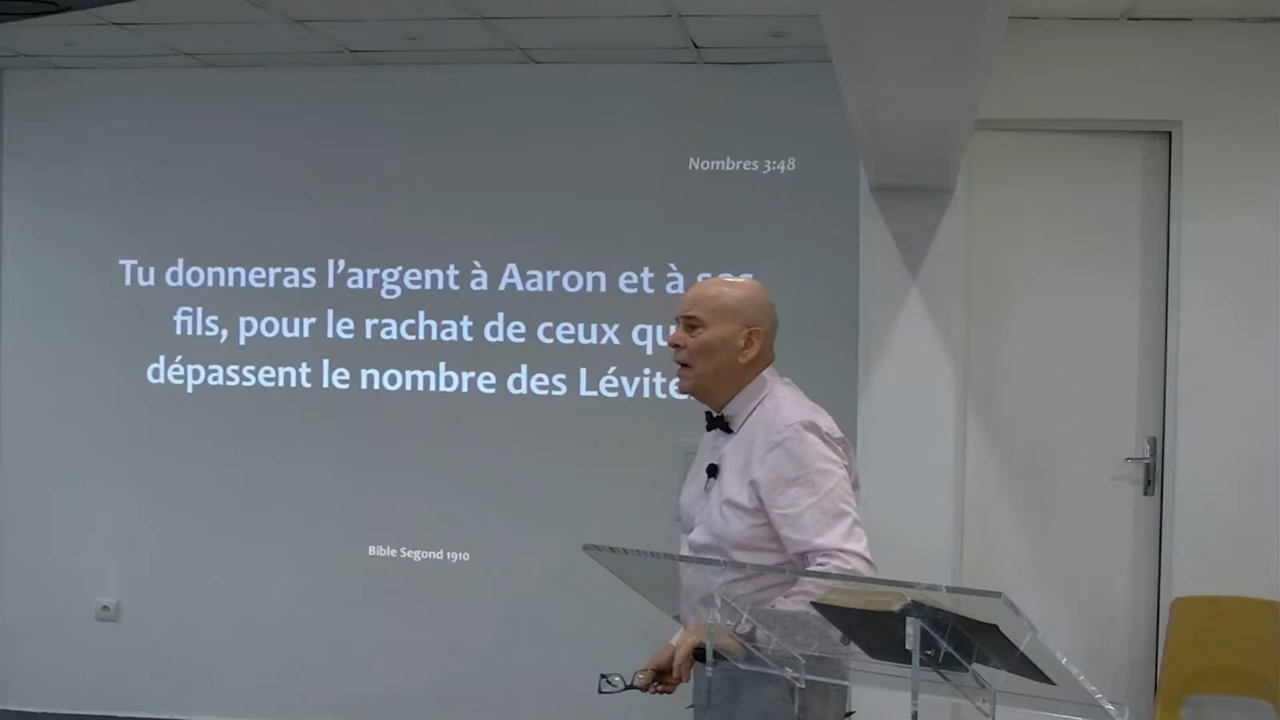 Nombres 3:48
Tu donneras l’argent à Aaron et à ses
fils, pour le rachat de ceux qu
dépassent le nombre des Lévite
Bible Segond 1910